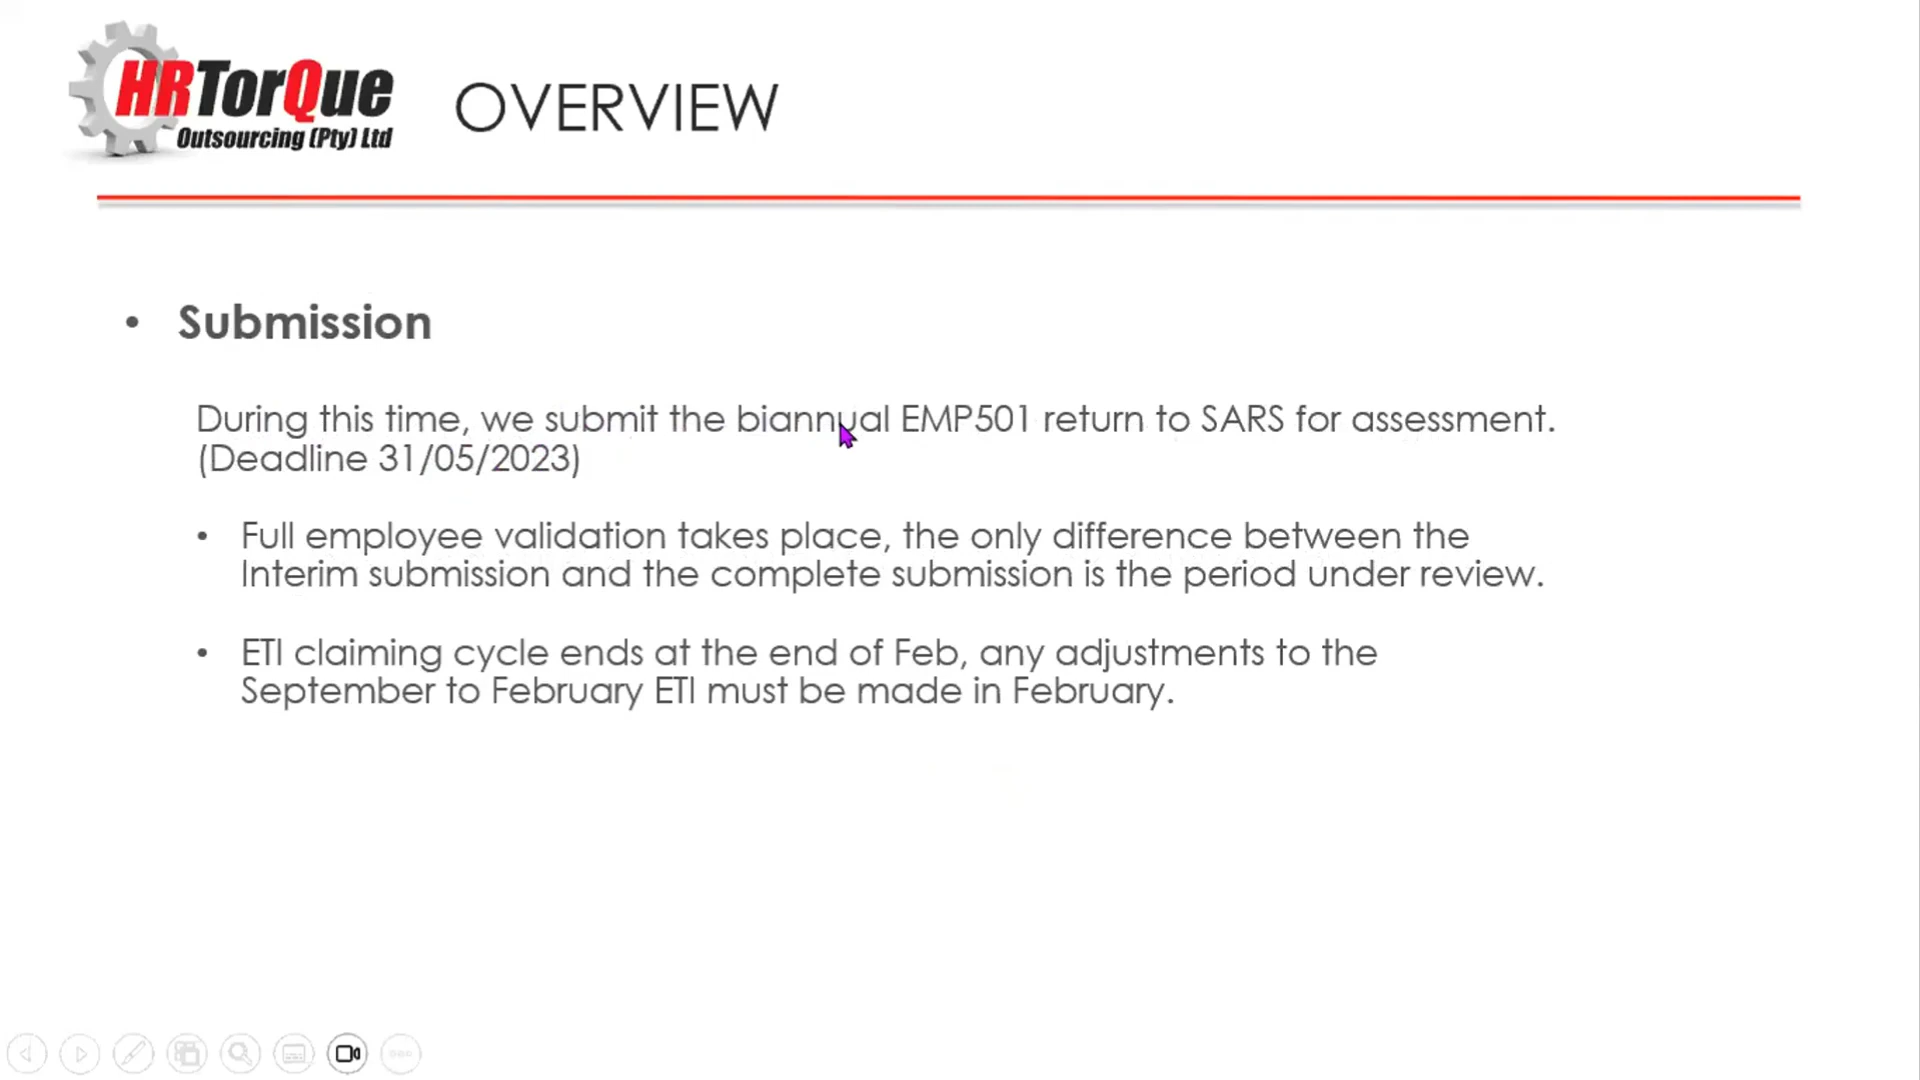 HRTorQue
Outsourcing (Pty) Ltd
OVERVIEW
• Submission
During this time, we submit the biannual EMP501 return to SARS for assessment.
(Deadline 31/05/2023)
• Full employee validation takes place, the only difference between the
Interim submission and the complete submission is the period under review.
• ETI claiming cycle ends at the end of Feb, any adjustments to the
September to February ETI must be made in February.